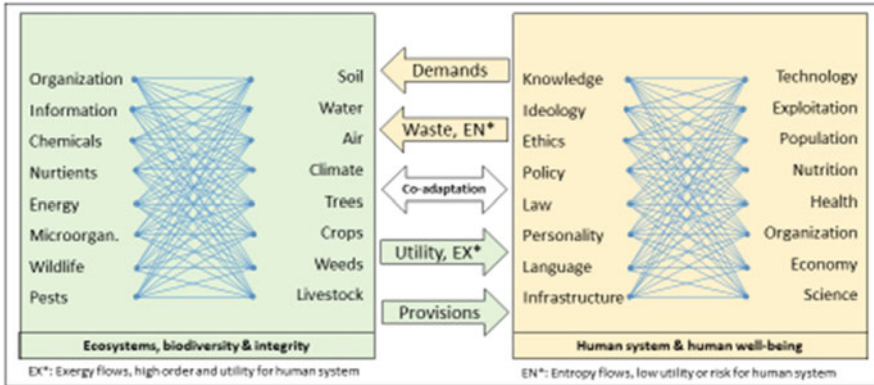 Organization
Information
Chemicals
Nurtients
Energy
Microorgan.
Wildlife
Pests
Soil
Water
Air
Climate
Trees
Crops
Weeds
Livestock
Ecosystems, biodiversity & integrity
Demands
Waste, EN*
Co-adaptation
Utility, EX*
Provisions
Knowledge
Ideology
Ethics
Policy
Law
Personality
Language
Infrastructure
Technology
Exploitation
Population
Nutrition
Health
Organization
Economy
Science
Human system & human well-being
EX*: Exergy flows, high order and utility for human system
EN*: Entropy flows, low utility or risk for human system